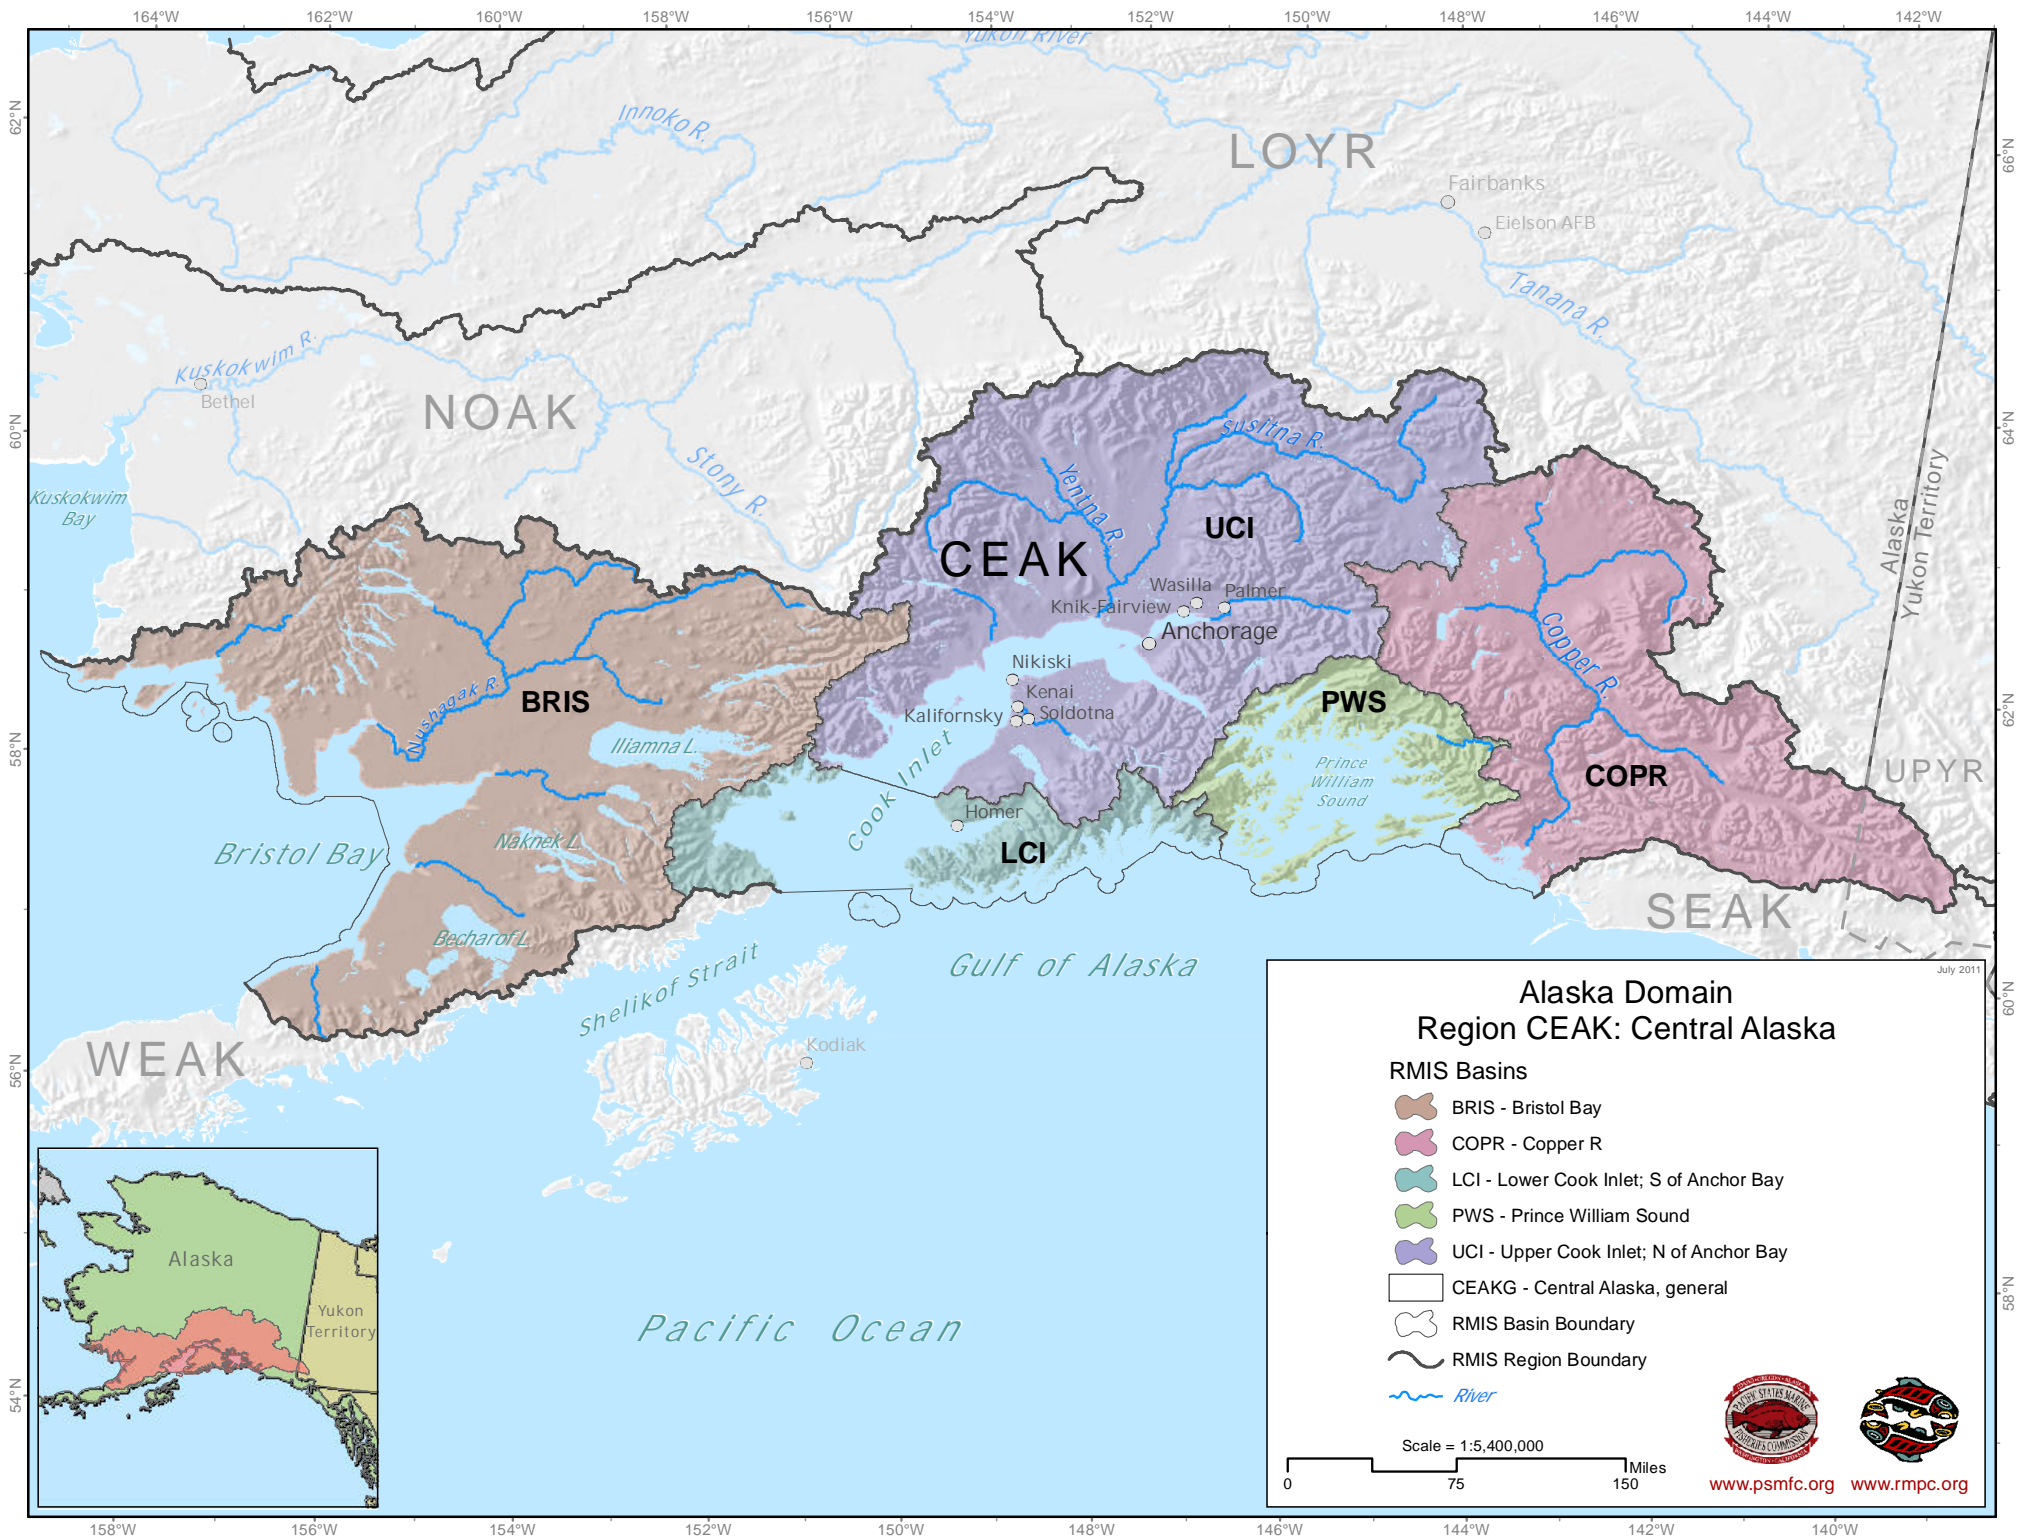 164°W
162°W
160°W
158°W
156°W
154°W
152°W
150°W
148°W
146°W
144°W
142°W
62°N
60°N
58°N
56°N
54°N
66°N
64°N
62°N
60°N
58°N
158°W
156°W
154°W
152°W
150°W
148°W
146°W
144°W
142°W
140°W
Yukon River
Innoko R.
LOYR
Fairbanks
Eielson AFB
Tanana R.
Kuskokwim R.
Bethel
NOAK
Stony R.
Kuskokwim
Bay
Susitna R.
Yentna R.
UCI
CEAK
Alaska
Yukon Territory
Wasilla
Palmer
Knik-Fairview
Anchorage
Copper R.
Nikiski
Kenai
Kalifornsky
Soldotna
Nushagak R.
BRIS
PWS
Iliamna L.
Cook Inlet
Prince
William
Sound
COPR
UPYR
Homer
LCI
Naknek L.
Bristol Bay
SEAK
Becharof L.
Shelikof Strait
Gulf of Alaska
WEAK
Kodiak
Pacific Ocean
Alaska
Yukon
Territory
July 2011
Alaska Domain
Region CEAK: Central Alaska
RMIS Basins
BRIS - Bristol Bay
COPR - Copper R
LCI - Lower Cook Inlet; S of Anchor Bay
PWS - Prince William Sound
UCI - Upper Cook Inlet; N of Anchor Bay
CEAKG - Central Alaska, general
RMIS Basin Boundary
RMIS Region Boundary
River
Scale = 1:5,400,000
Miles
0
75
150
PACIFIC STATES MARINE
FISHERIES COMMISSION
www.psmfc.org
www.rmpc.org